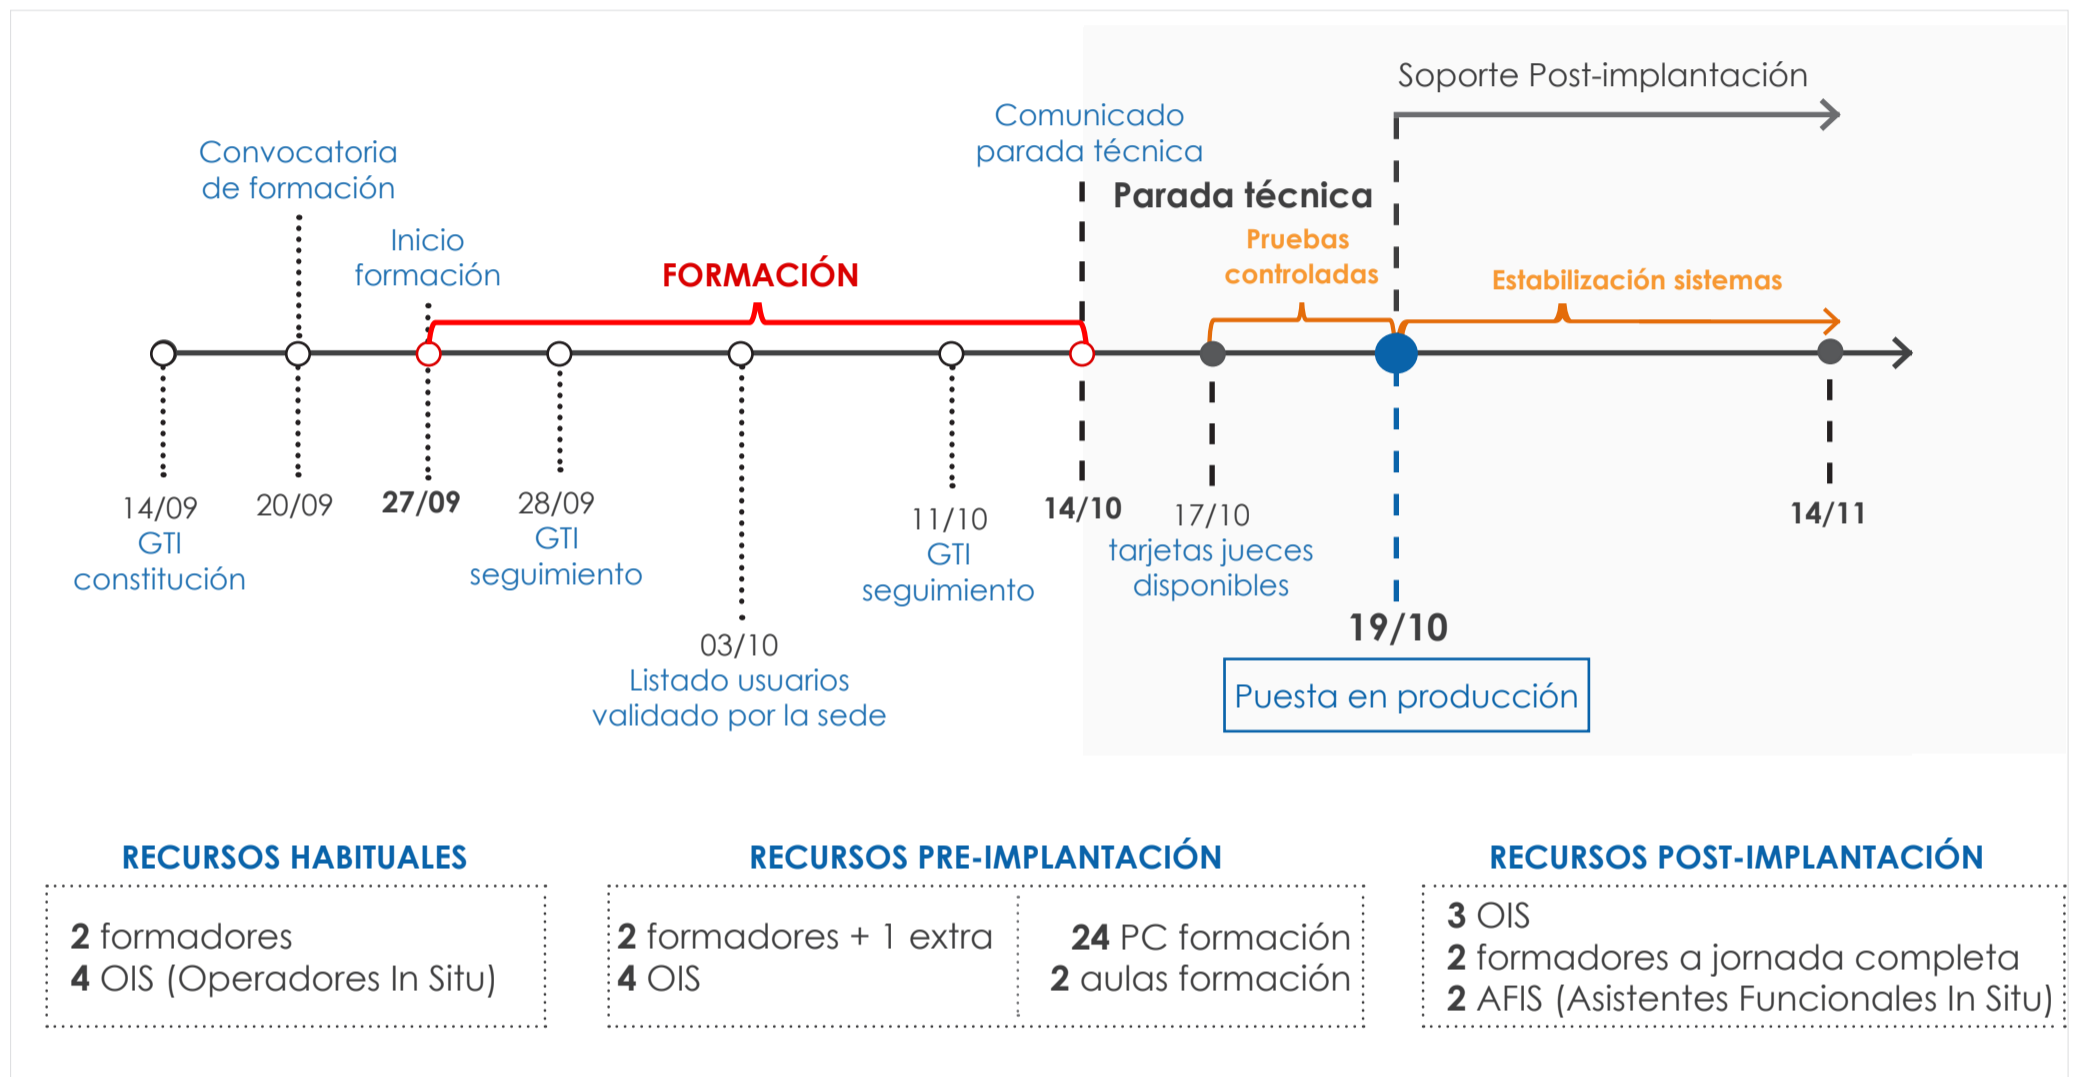 Soporte Post-implantación
Comunicado
parada técnica
Convocatoria
de formación
Parada técnica
Inicio
formación
FORMACIÓN
Pruebas
controladas
Estabilización sistemas
14/09
GTI
constitución
20/09
27/09
28/09
GTI
seguimiento
03/10
Listado usuarios
validado por la sede
11/10
GTI
seguimiento
14/10
17/10
tarjetas jueces
disponibles
19/10
Puesta en producción
14/11
RECURSOS HABITUALES
2 formadores
4 OIS (Operadores In Situ)
RECURSOS PRE-IMPLANTACIÓN
2 formadores + 1 extra
4 OIS
24 PC formación
2 aulas formación
RECURSOS POST-IMPLANTACIÓN
3 OIS
2 formadores a jornada completa
2 AFIS (Asistentes Funcionales In Situ)